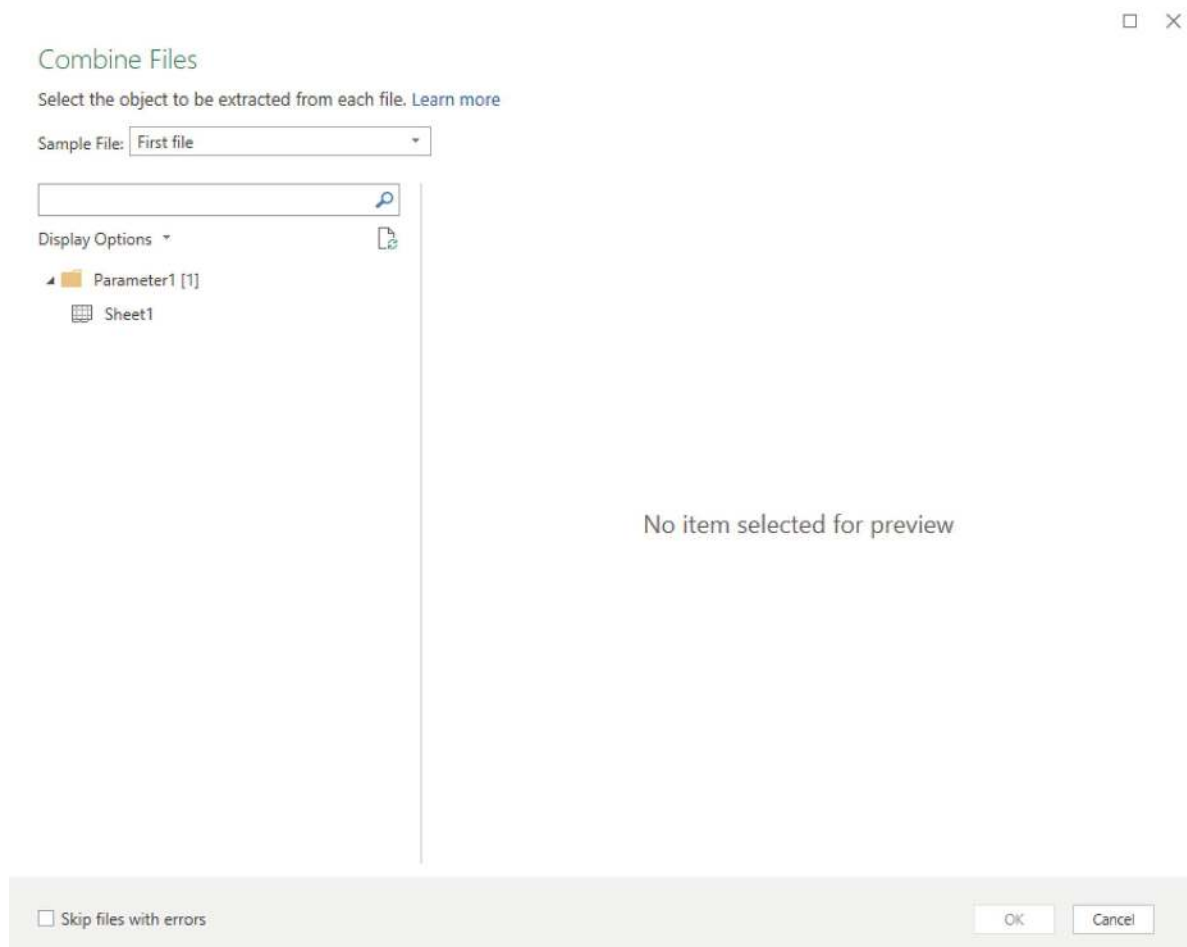 Combine Files
Select the object to be extracted from each file. Learn more
Sample File: First file
Display Options
Parameter1 [1]
Sheet1
No item selected for preview
Skip files with errors
OK
Cancel